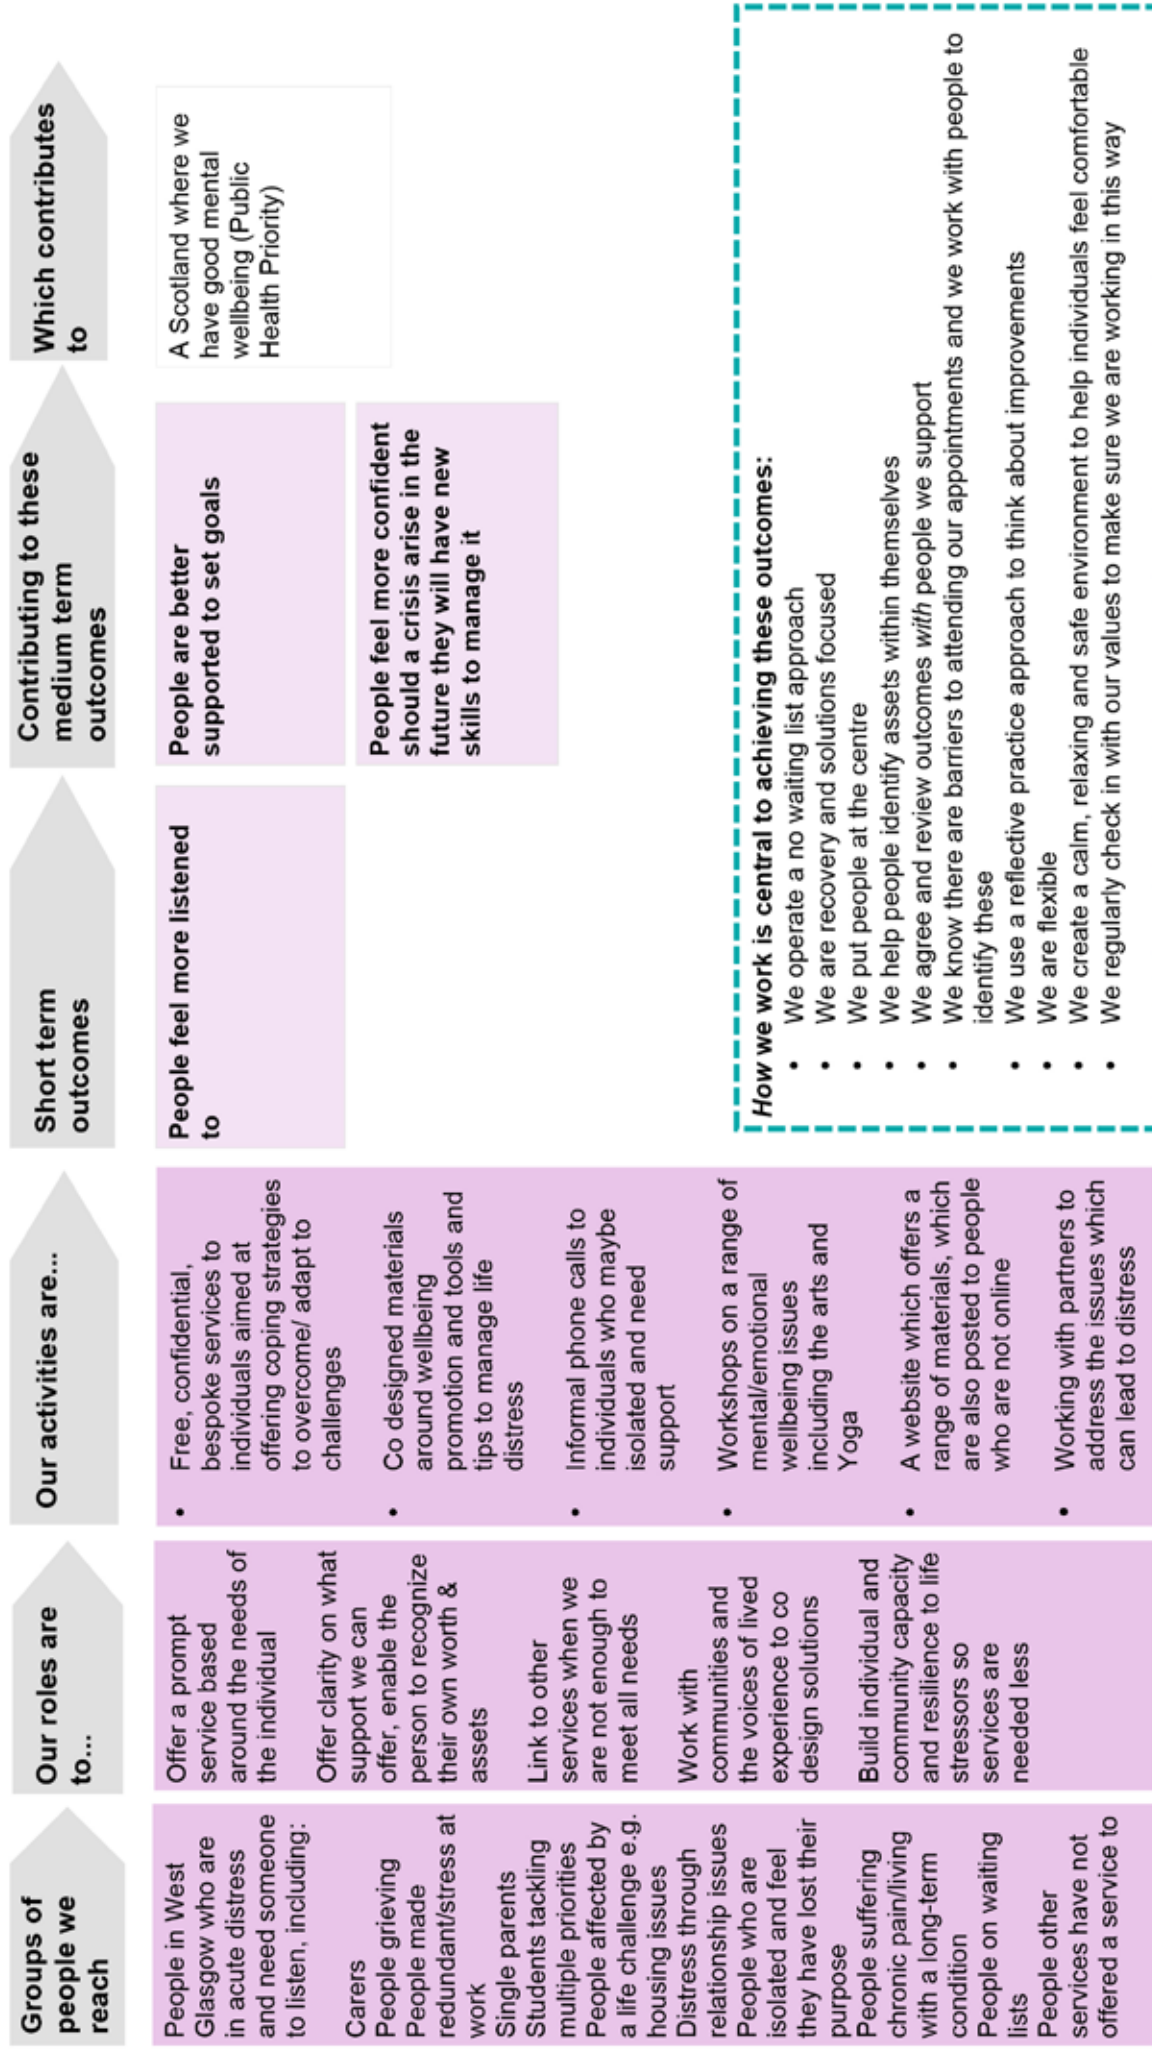 Groups of
people we
reach
People in West
Glasgow who are
in acute distress
and need someone
to listen, including:
Carers
People grieving
People made
redundant/stress at
work
Single parents
Students tackling
multiple priorities
People affected by
a life challenge e.g.
housing issues
Distress through
relationship issues
People who are
isolated and feel
they have lost their
purpose
People suffering
chronic pain/living
with a long-term
condition
People on waiting
lists
People other
services have not
offered a service to
Our roles are
to...
Offer a prompt
service based
around the needs of
the individual
Offer clarity on what
support we can
offer, enable the
person to recognize
their own worth &
assets
Link to other
services when we
are not enough to
meet all needs
Work with
communities and
the voices of lived
experience to co
design solutions
Build individual and
community capacity
and resilience to life
stressors so
services are
needed less
Our activities are...
• Free, confidential,
bespoke services to
individuals aimed at
offering coping strategies
to overcome/ adapt to
challenges
• Co designed materials
around wellbeing
promotion and tools and
tips to manage life
distress
• Informal phone calls to
individuals who maybe
isolated and need
support
• Workshops on a range of
mental/emotional
wellbeing issues
including the arts and
Yoga
• A website which offers a
range of materials, which
are also posted to people
who are not online
• Working with partners to
address the issues which
can lead to distress
Short term
outcomes
People feel more listened
to
Contributing to these
medium term
outcomes
People are better
supported to set goals
People feel more confident
should a crisis arise in the
future they will have new
skills to manage it
Which contributes
to
A Scotland where we
have good mental
wellbeing (Public
Health Priority)
How we work is central to achieving these outcomes:
• We operate a no waiting list approach
• We are recovery and solutions focused
• We put people at the centre
• We help people identify assets within themselves
• We agree and review outcomes with people we support
• We know there are barriers to attending our appointments and we work with people to
identify these
• We use a reflective practice approach to think about improvements
• We are flexible
• We create a calm, relaxing and safe environment to help individuals feel comfortable
• We regularly check in with our values to make sure we are working in this way